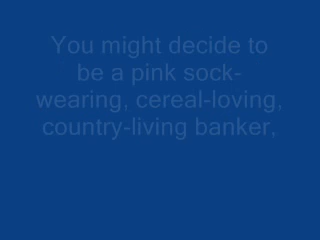 You might decide to
be a pink sock-
wearing, cereal-loving,
country-living banker,